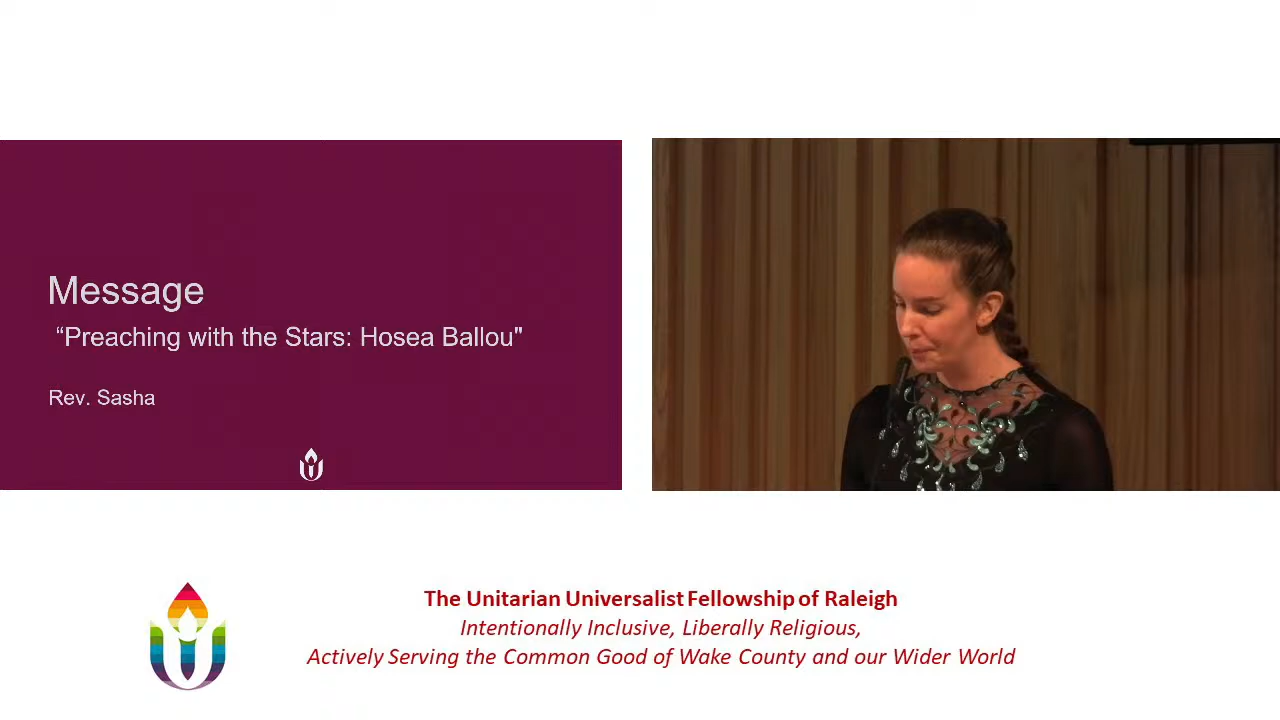 Message
“Preaching with the Stars: Hosea Ballou"
Rev. Sasha
The Unitarian Universalist Fellowship of Raleigh
Intentionally Inclusive, Liberally Religious,
Actively Serving the Common Good of Wake County and our Wider World